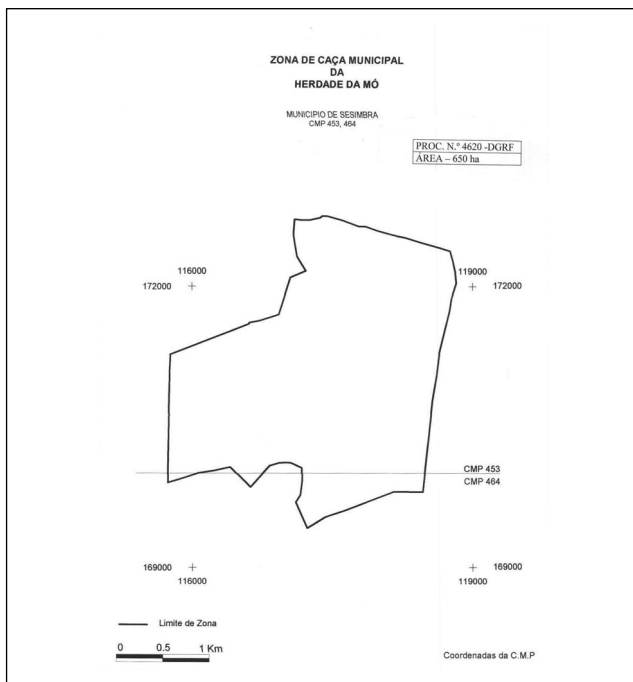 ZONA DE CAÇA MUNICIPAL
DA
HERDADE DA MÓ
MUNICIPIO DE SESIMBRA
CMP 453, 464
PROC. N.º 4620 -DGRF
ÁREA – 650 ha
116000
172000
119000
172000
CMP 453
CMP 464
169000
116000
169000
119000
Limite de Zona
0 0.5 1 Km
Coordenadas da C.M.P